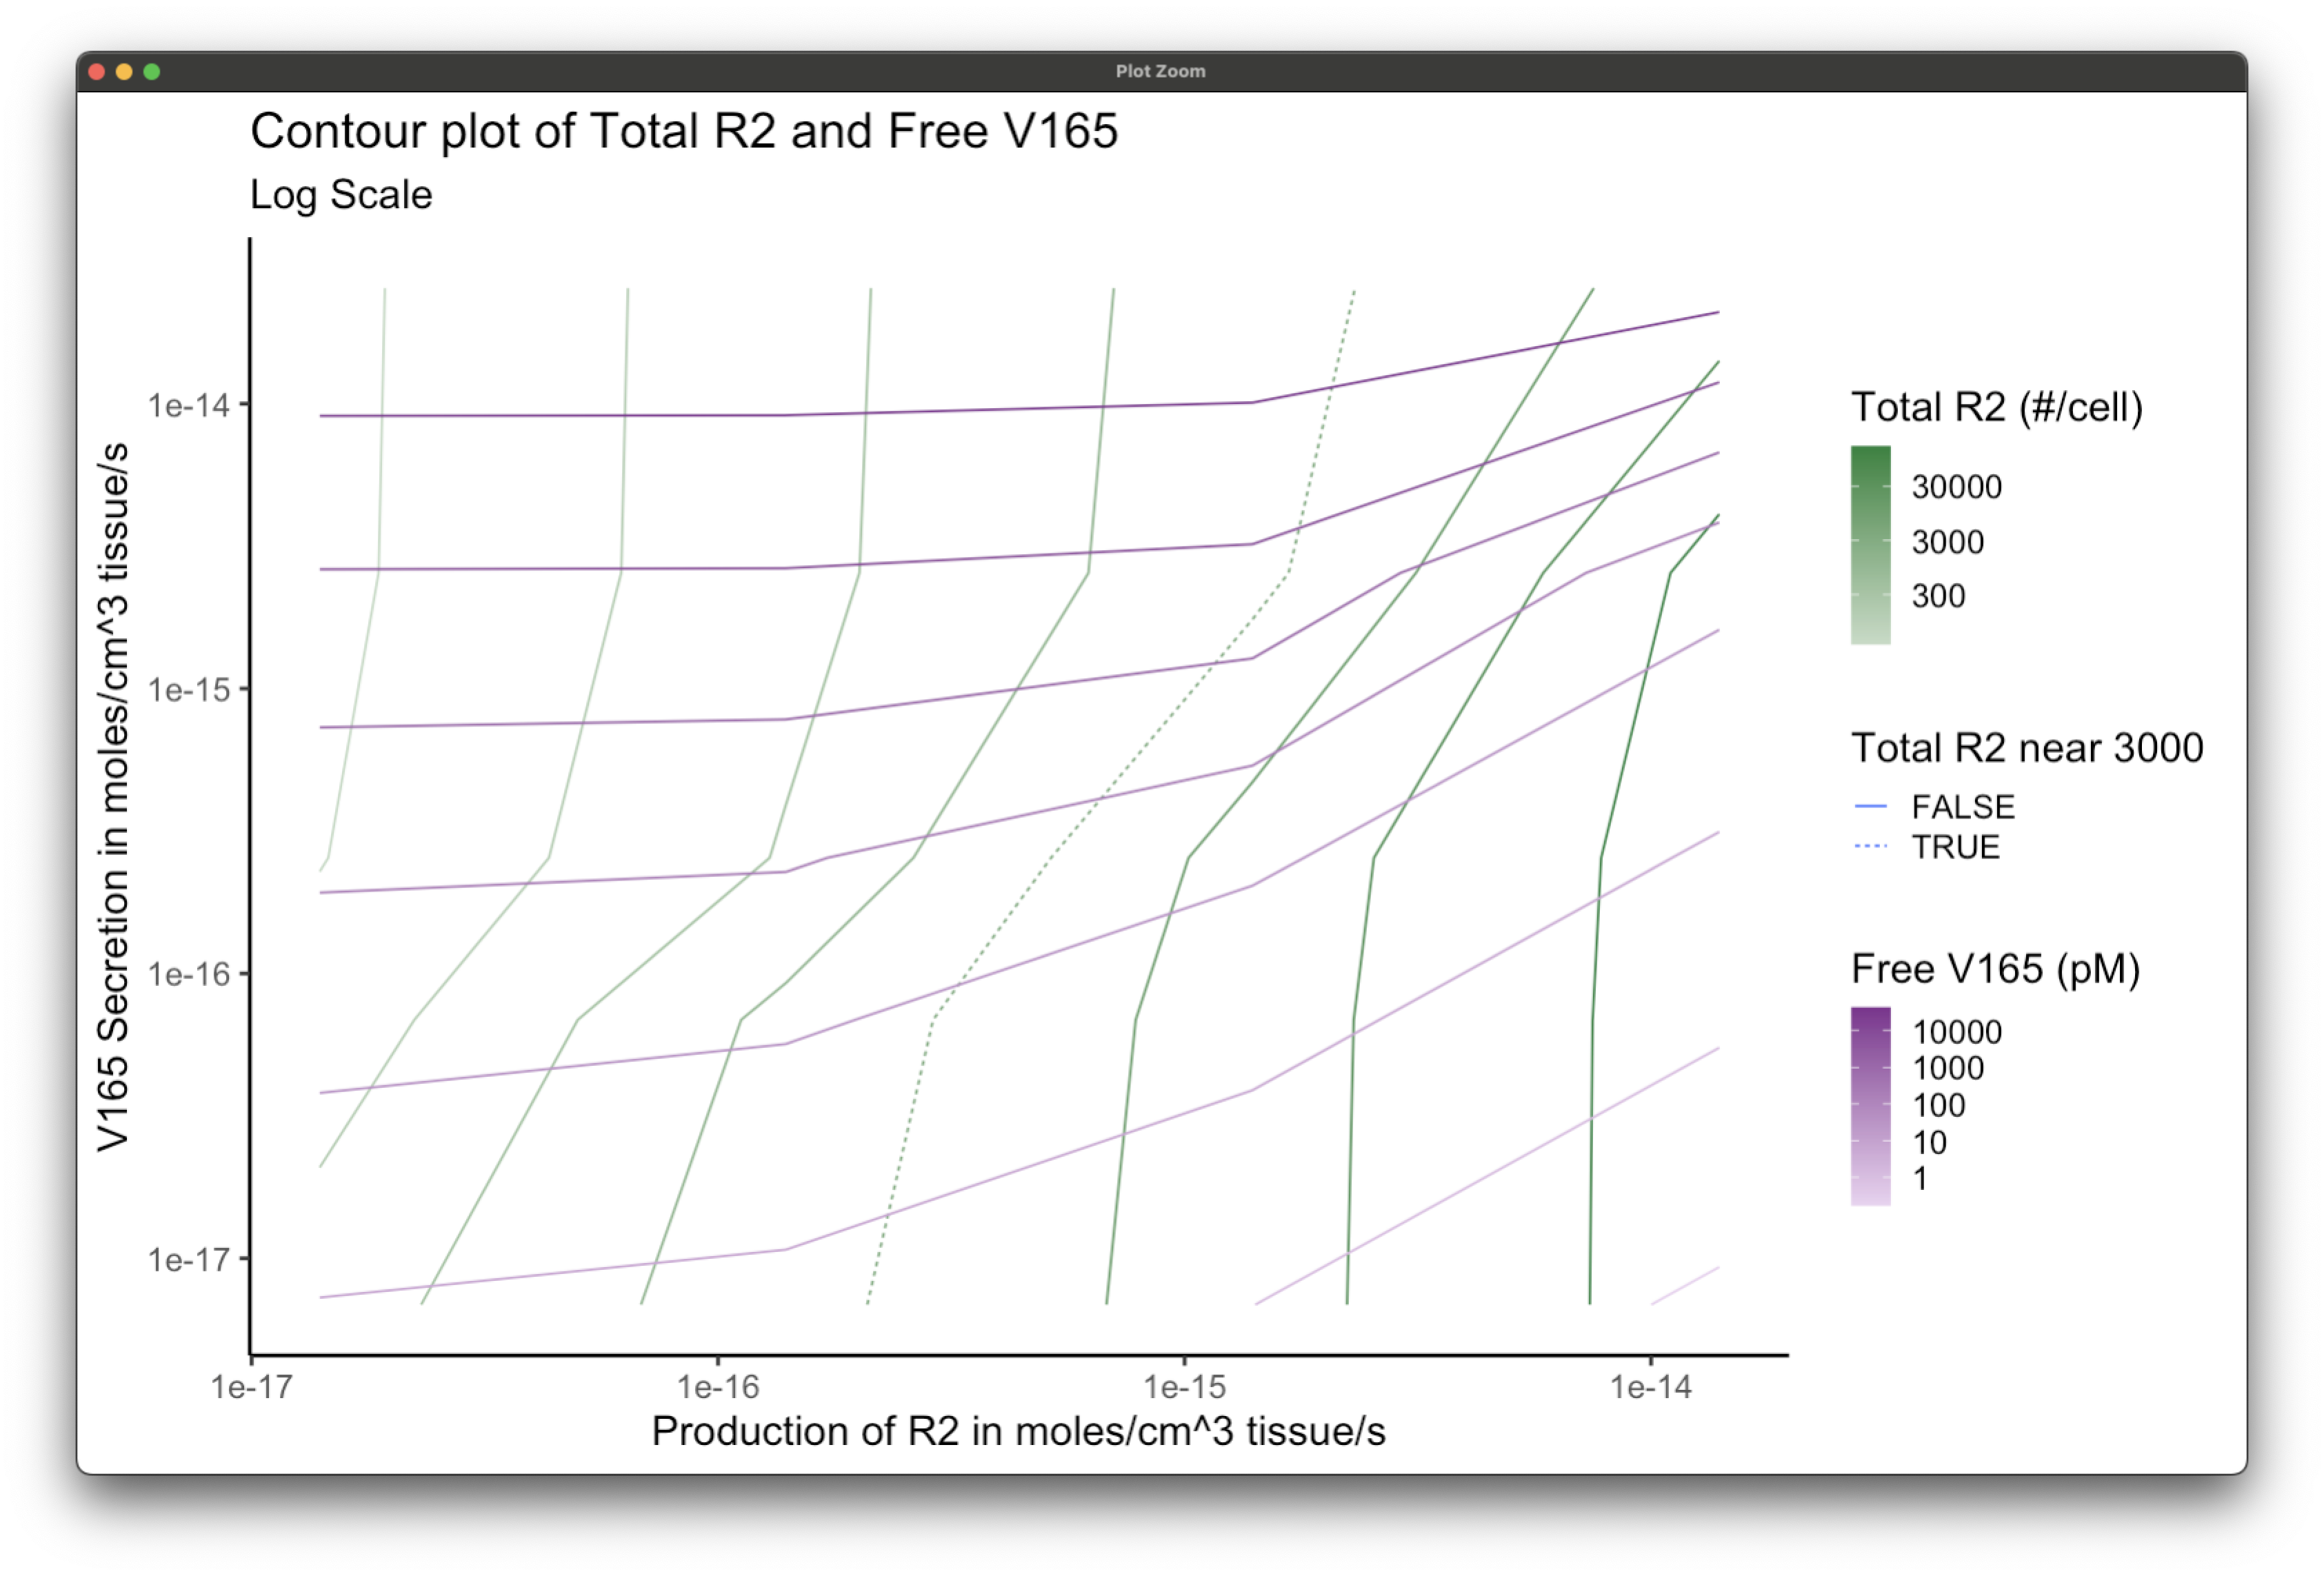 Plot Zoom
Contour plot of Total R2 and Free V165
Log Scale
V165 Secretion in moles/cm^3 tissue/s
1e-14
1e-15
1e-16
1e-17
1e-17
1e-16
1e-15
1e-14
Production of R2 in moles/cm^3 tissue/s
Total R2 (#/cell)
30000
3000
300
Total R2 near 3000
FALSE
TRUE
Free V165 (pM)
10000
1000
100
10
1